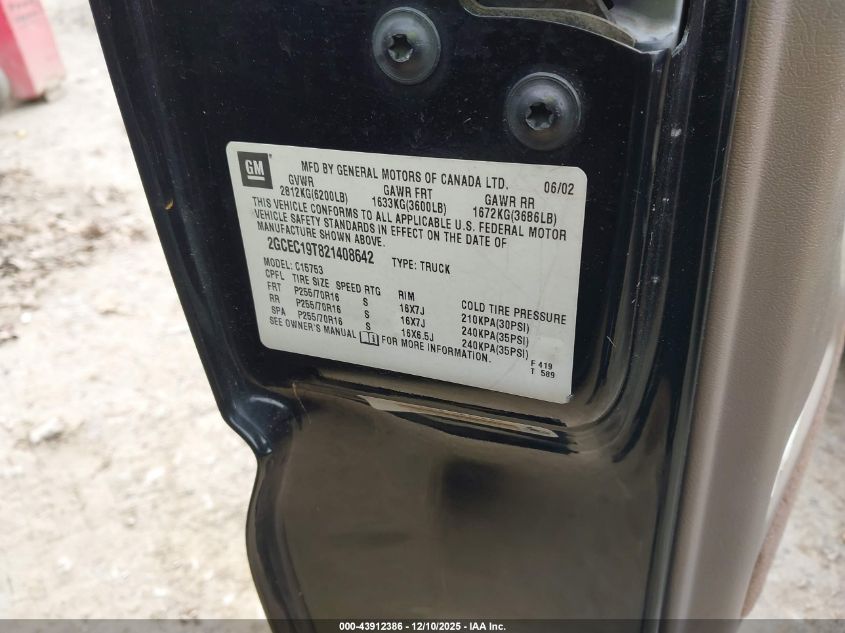 GM
MFD BY GENERAL MOTORS OF CANADA LTD. 06/02
GVWR GAWR FRT GAWR RR
2812KG(6200LB) 1633KG(3600LB) 1672KG(3686LB)
THIS VEHICLE CONFORMS TO ALL APPLICABLE U.S. FEDERAL MOTOR
VEHICLE SAFETY STANDARDS IN EFFECT ON THE DATE OF
MANUFACTURE SHOWN ABOVE.
2GCEC19T821408642
MODEL: C15753 TYPE: TRUCK
CPFL TIRE SIZE SPEED RTG RIM COLD TIRE PRESSURE
FRT P255/70R16 S 16X7J 210KPA(30PSI)
RR P255/70R16 S 16X7J 240KPA(35PSI)
SPA P255/70R16 S 16X6.5J 240KPA(35PSI)
SEE OWNER'S MANUAL FOR MORE INFORMATION.
F 419
T 589
000-43912386 - 12/10/2025 - IAA Inc.